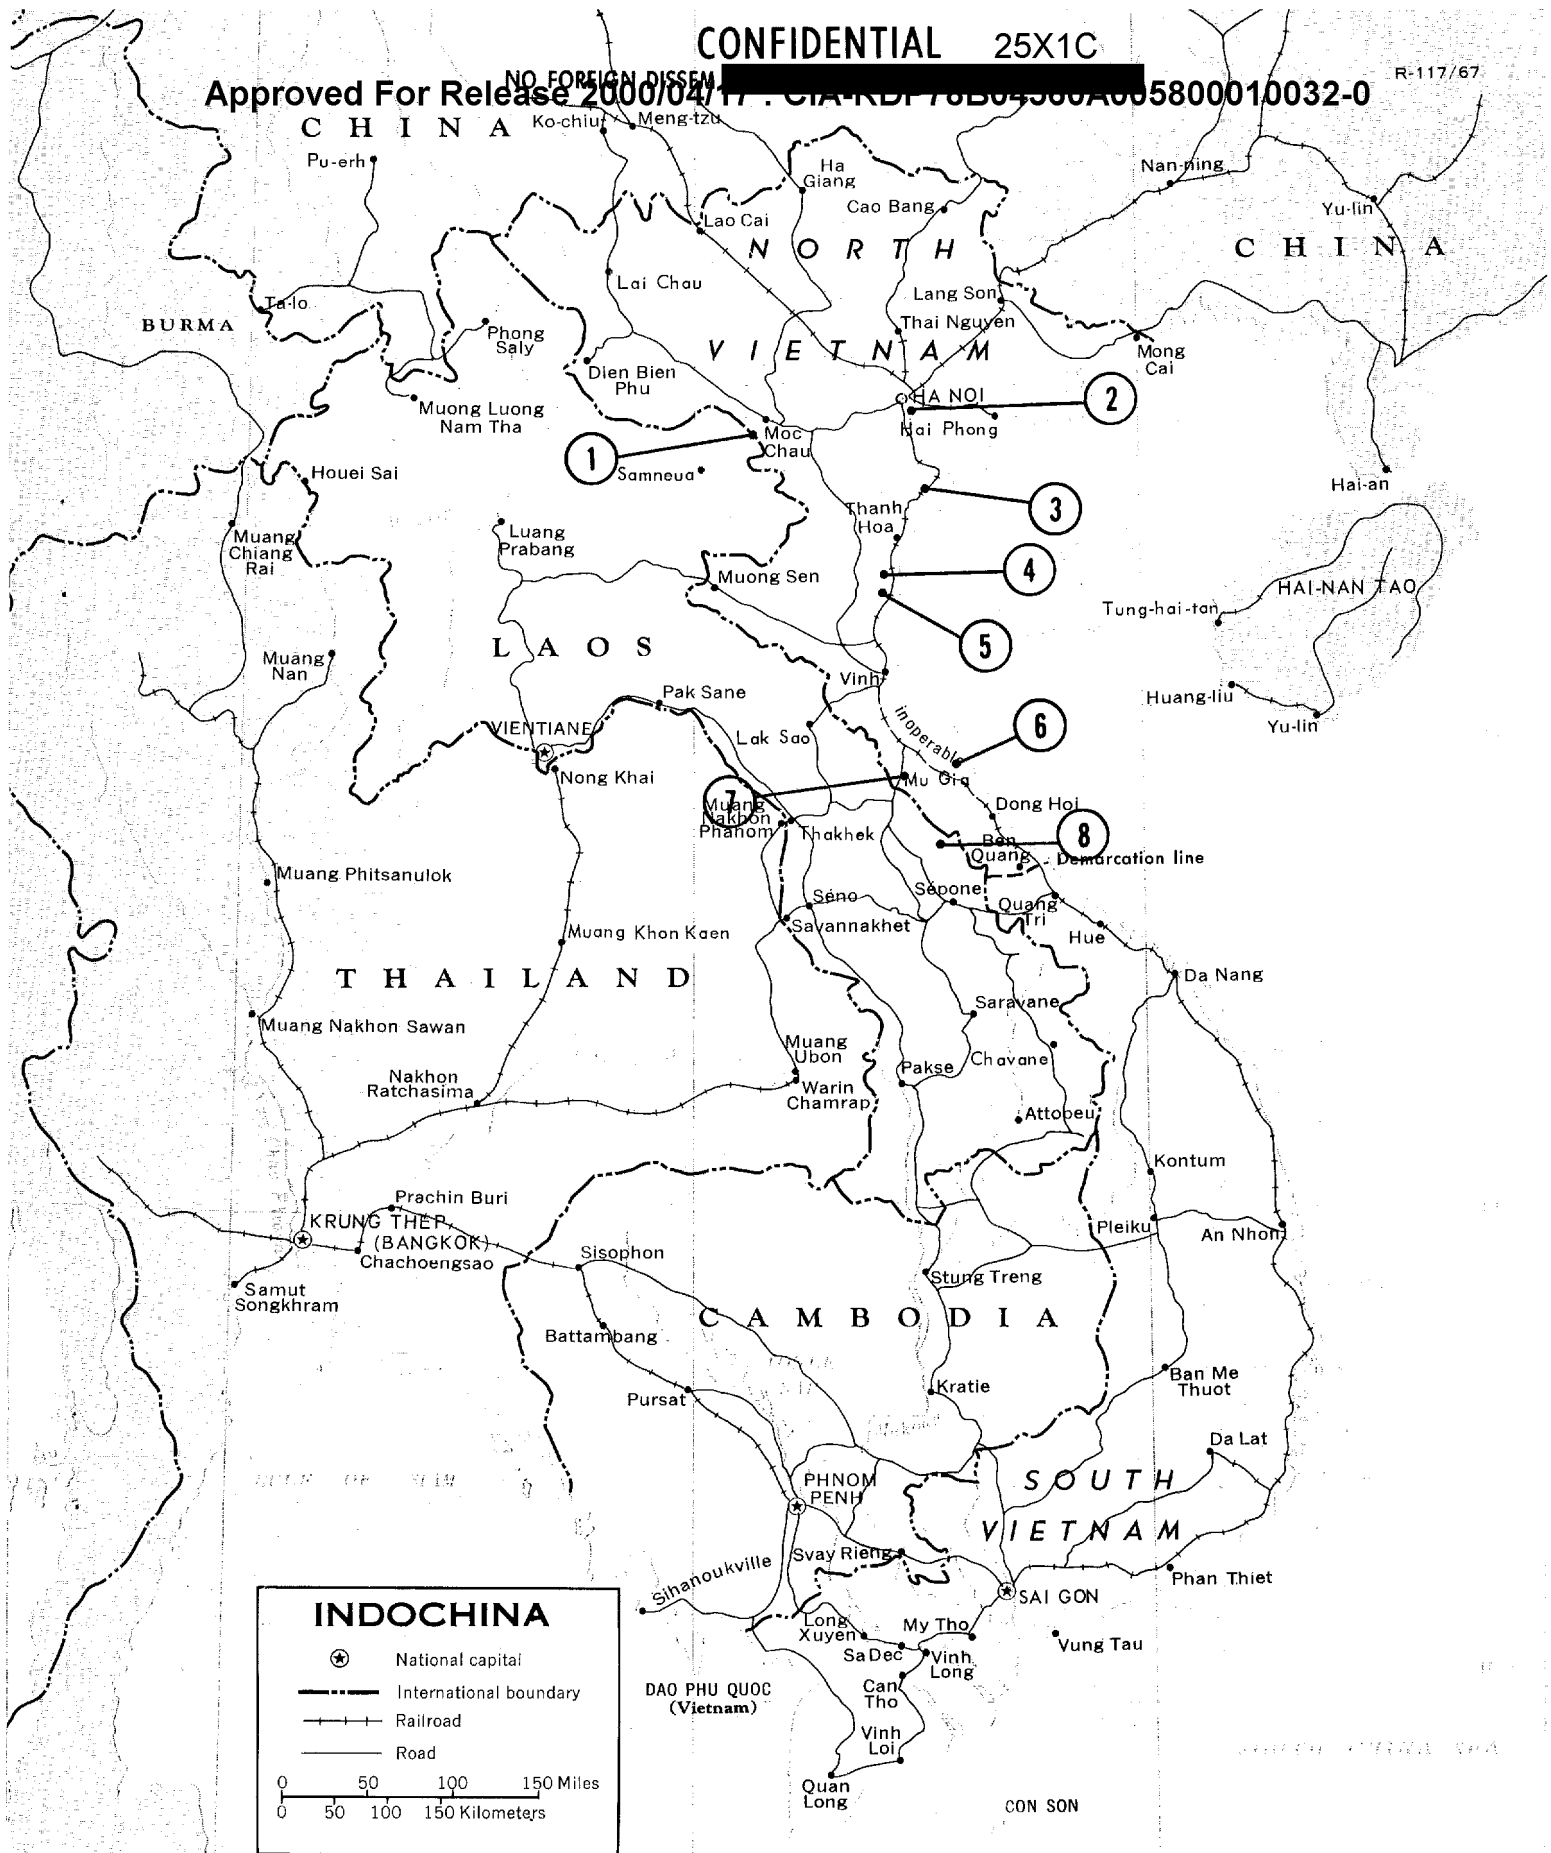 CONFIDENTIAL 25X1C
NO FOREIGN DISSEM
R-117/67
Approved For Release 2000/04/17 : CIA-RDP78B04560A005800010032-0
CHINA
Ko-chiu
Meng-tzu
Pu-erh
Ha
Giang
Nan-ning
Cao Bang
Yu-lin
Lao Cai
NORTH
CHINA
Lai Chau
Lang Son
Ta-lo
BURMA
Phong
Saly
Thai Nguyen
VIETNAM
Mong
Cai
Dien Bien
Phu
HA NOI
2
Muong Luong
Nam Tha
Hai Phong
Moc
Chau
1
Samneua
Houei Sai
Hai-an
3
Thanh
Hoa
Luang
Prabang
Muang
Chiang
Rai
4
Muong Sen
HAI-NAN TAO
Tung-hai-tan
5
LAOS
Muang
Nan
Vinh
Pak Sane
Huang-liu
Yu-lin
inoperable
6
VIENTIANE
Lak Sao
Nong Khai
Mu Gia
7
Muang
Nakhon
Phanom
Dong Hoi
Thakhek
8
Ben
Quang
Demarcation line
Muang Phitsanulok
Séno
Sépone
Quang
Tri
Savannakhet
Muang Khon Kaen
Hue
THAILAND
Da Nang
Saravane
Muang Nakhon Sawan
Muang
Ubon
Chavane
Pakse
Nakhon
Ratchasima
Warin
Chamrap
Attopeu
Kontum
Prachin Buri
KRUNG THEP
(BANGKOK)
Pleiku
An Nhon
Chachoengsao
Sisophon
Stung Treng
Samut
Songkhram
CAMBODIA
Battambang
Ban Me
Thuot
Kratie
Pursat
Da Lat
GULF OF SIAM
PHNOM
PENH
SOUTH
VIETNAM
Svay Rieng
Sihanoukville
Phan Thiet
SAI GON
INDOCHINA
Long
Xuyen
My Tho
Vung Tau
Sa Dec
Vinh
Long
National capital
DAO PHU QUOC
(Vietnam)
Can
Tho
International boundary
Railroad
Vinh
Loi
Road
SOUTH CHINA SEA
0 50 100 150 Miles
Quan
Long
0 50 100 150 Kilometers
CON SON